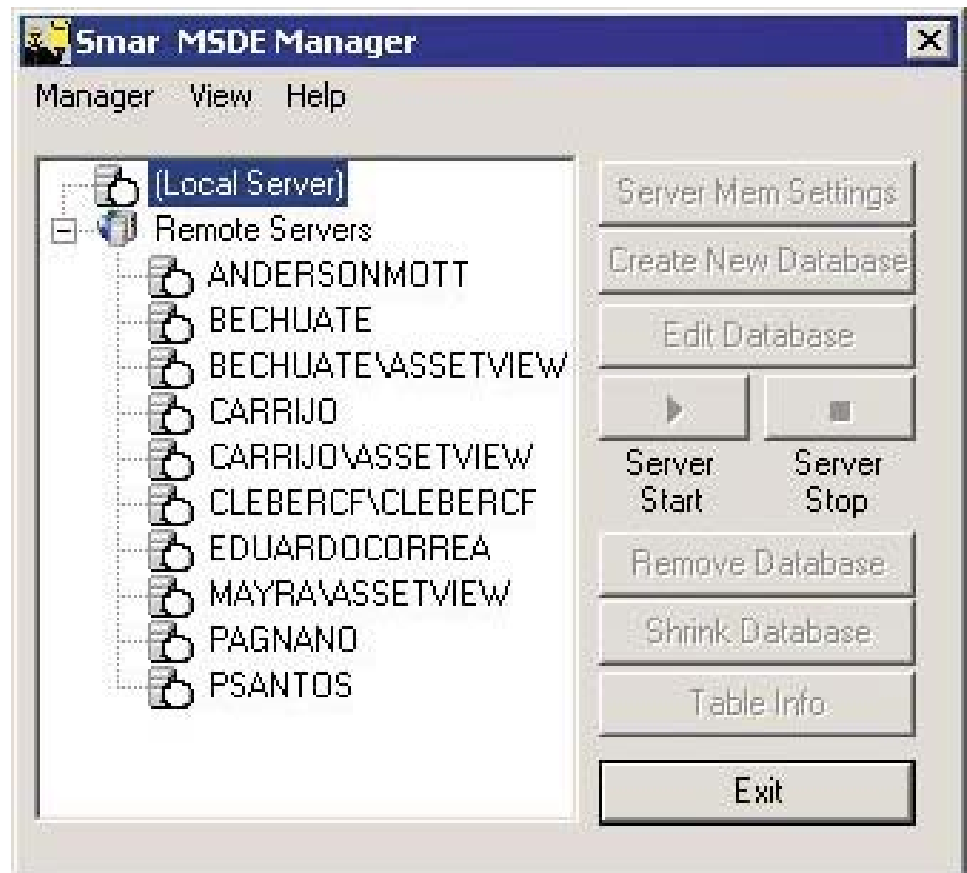 Smar MSDE Manager
Manager View Help
(Local Server)
Remote Servers
ANDERSONMOTT
BECHUATE
BECHUATE\ASSETVIEW
CARRIJO
CARRIJO\ASSETVIEW
CLEBERCF\CLEBERCF
EDUARDOCORREA
MAYRA\ASSETVIEW
PAGNANO
PSANTOS
Server Mem Settings
Create New Database
Edit Database
Server Start
Server Stop
Remove Database
Shrink Database
Table Info
Exit